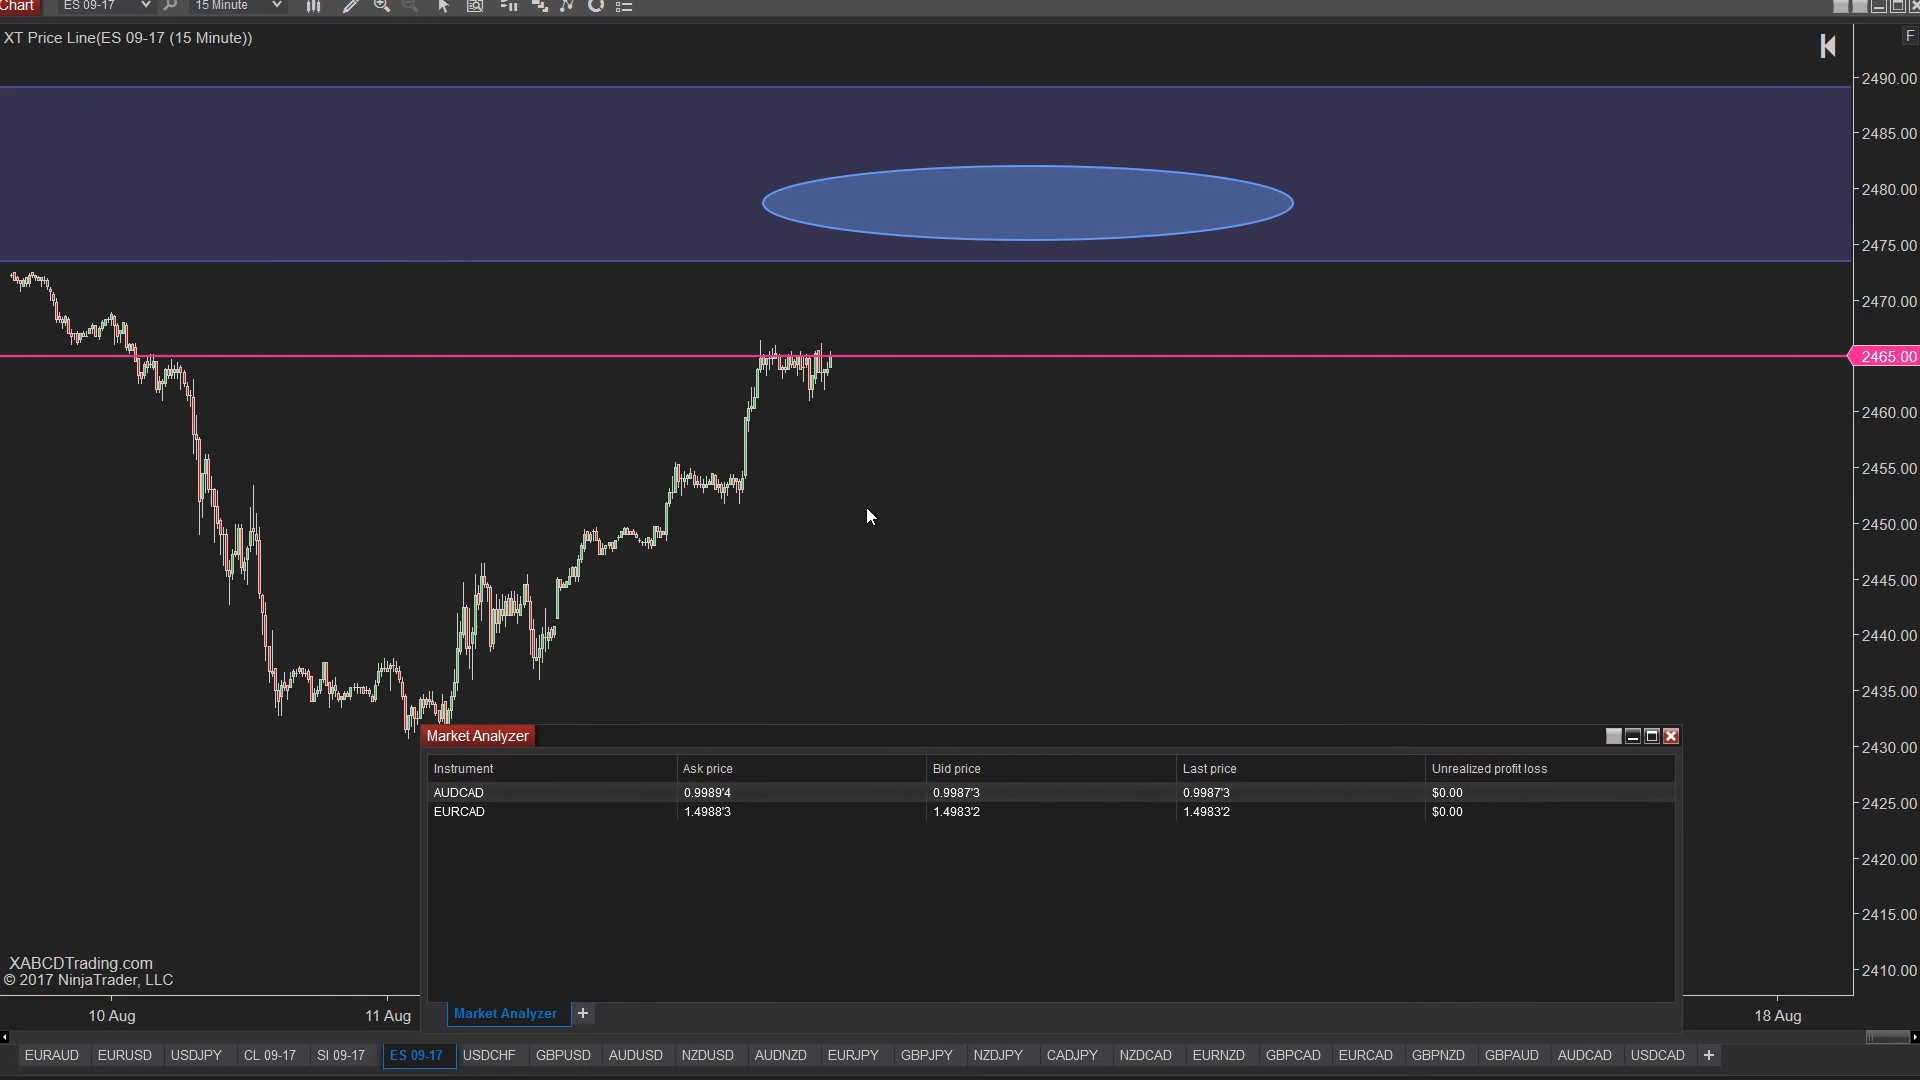 Chart ES 09-17 15 Minute
XT Price Line(ES 09-17 (15 Minute))
F
2490.00
2485.00
2480.00
2475.00
2470.00
2465.00
2460.00
2455.00
2450.00
2445.00
2440.00
2435.00
2430.00
2425.00
2420.00
2415.00
2410.00
Market Analyzer
Instrument Ask price Bid price Last price Unrealized profit loss
AUDCAD 0.9989'4 0.9987'3 0.9987'3 $0.00
EURCAD 1.4988'3 1.4983'2 1.4983'2 $0.00
Market Analyzer +
XABCDTrading.com
© 2017 NinjaTrader, LLC
10 Aug 11 Aug 18 Aug
EURAUD EURUSD USDJPY CL 09-17 SI 09-17 ES 09-17 USDCHF GBPUSD AUDUSD NZDUSD AUDNZD EURJPY GBPJPY NZDJPY CADJPY NZDCAD EURNZD GBPCAD EURCAD GBPNZD GBPAUD AUDCAD USDCAD +